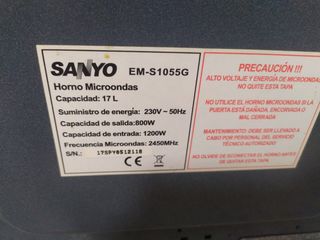 SANYO EM-S1055G
Horno Microondas
Capacidad: 17 L
Suministro de energía: 230V ~ 50Hz
Capacidad de salida: 800W
Capacidad de entrada: 1200W
Frecuencia Microondas: 2450MHz
S/N.: 17SPY6512118
PRECAUCIÓN !!!
ALTO VOLTAJE Y ENERGÍA DE MICROONDAS
NO QUITE ESTA TAPA
NO UTILICE EL HORNO MICROONDAS SI LA
PUERTA ESTÁ DAÑADA, ENCORVADA O
MAL CERRADA
MANTENIMIENTO: DEBE SER LLEVADO A
CABO POR PERSONAL DEL SERVICIO
TÉCNICO AUTORIZADO.
NO OLVIDE DE SCONECTAR EL HORNO ANTES
DE QUITAR ESTA TAPA